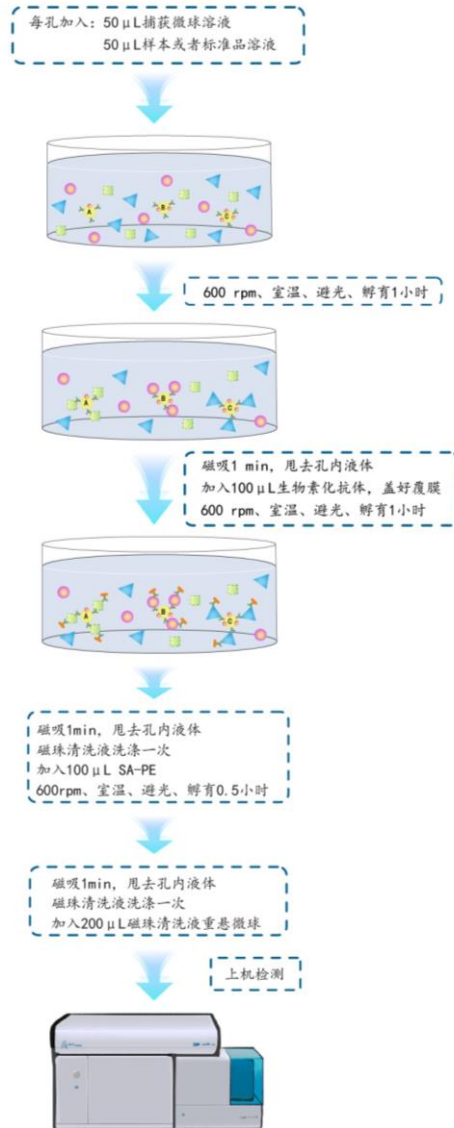 每孔加入：50μL捕获微球溶液
50μL样本或者标准品溶液
A
B
C
600 rpm、室温、避光、孵育1小时
A
B
C
磁吸1 min，甩去孔内液体
加入100μL生物素化抗体，盖好覆膜
600 rpm、室温、避光、孵育1小时
A
B
C
磁吸1min，甩去孔内液体
磁珠清洗液洗涤一次
加入100μL SA-PE
600rpm、室温、避光、孵育0.5小时
磁吸1min，甩去孔内液体
磁珠清洗液洗涤一次
加入200μL磁珠清洗液重悬微球
上机检测